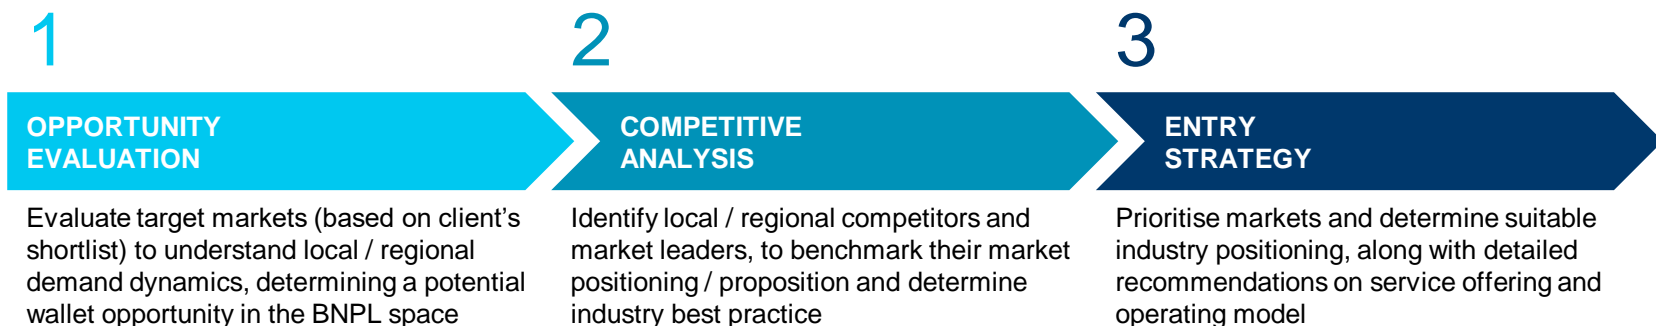 1
OPPORTUNITY
EVALUATION
Evaluate target markets (based on client's
shortlist) to understand local / regional
demand dynamics, determining a potential
wallet opportunity in the BNPL space
2
COMPETITIVE
ANALYSIS
Identify local / regional competitors and
market leaders, to benchmark their market
positioning / proposition and determine
industry best practice
3
ENTRY
STRATEGY
Prioritise markets and determine suitable
industry positioning, along with detailed
recommendations on service offering and
operating model